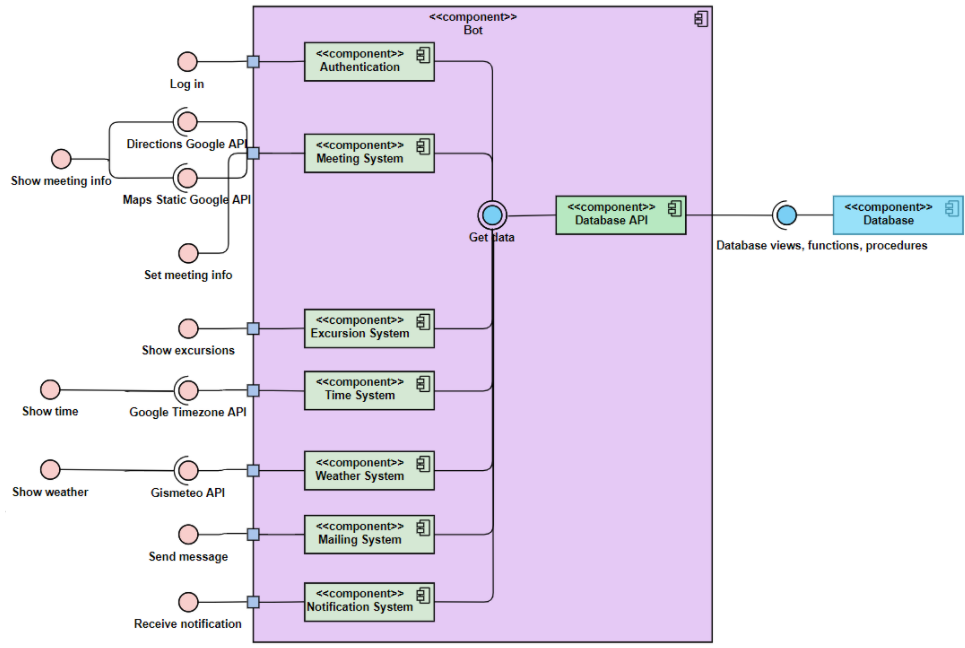 <<component>>
Bot
<<component>>
Authentication
Log in
Directions Google API
<<component>>
Meeting System
Show meeting info
Maps Static Google API
<<component>>
Database API
<<component>>
Database
Get data
Database views, functions, procedures
Set meeting info
<<component>>
Excursion System
Show excursions
<<component>>
Time System
Show time
Google Timezone API
<<component>>
Weather System
Show weather
Gismeteo API
<<component>>
Mailing System
Send message
<<component>>
Notification System
Receive notification